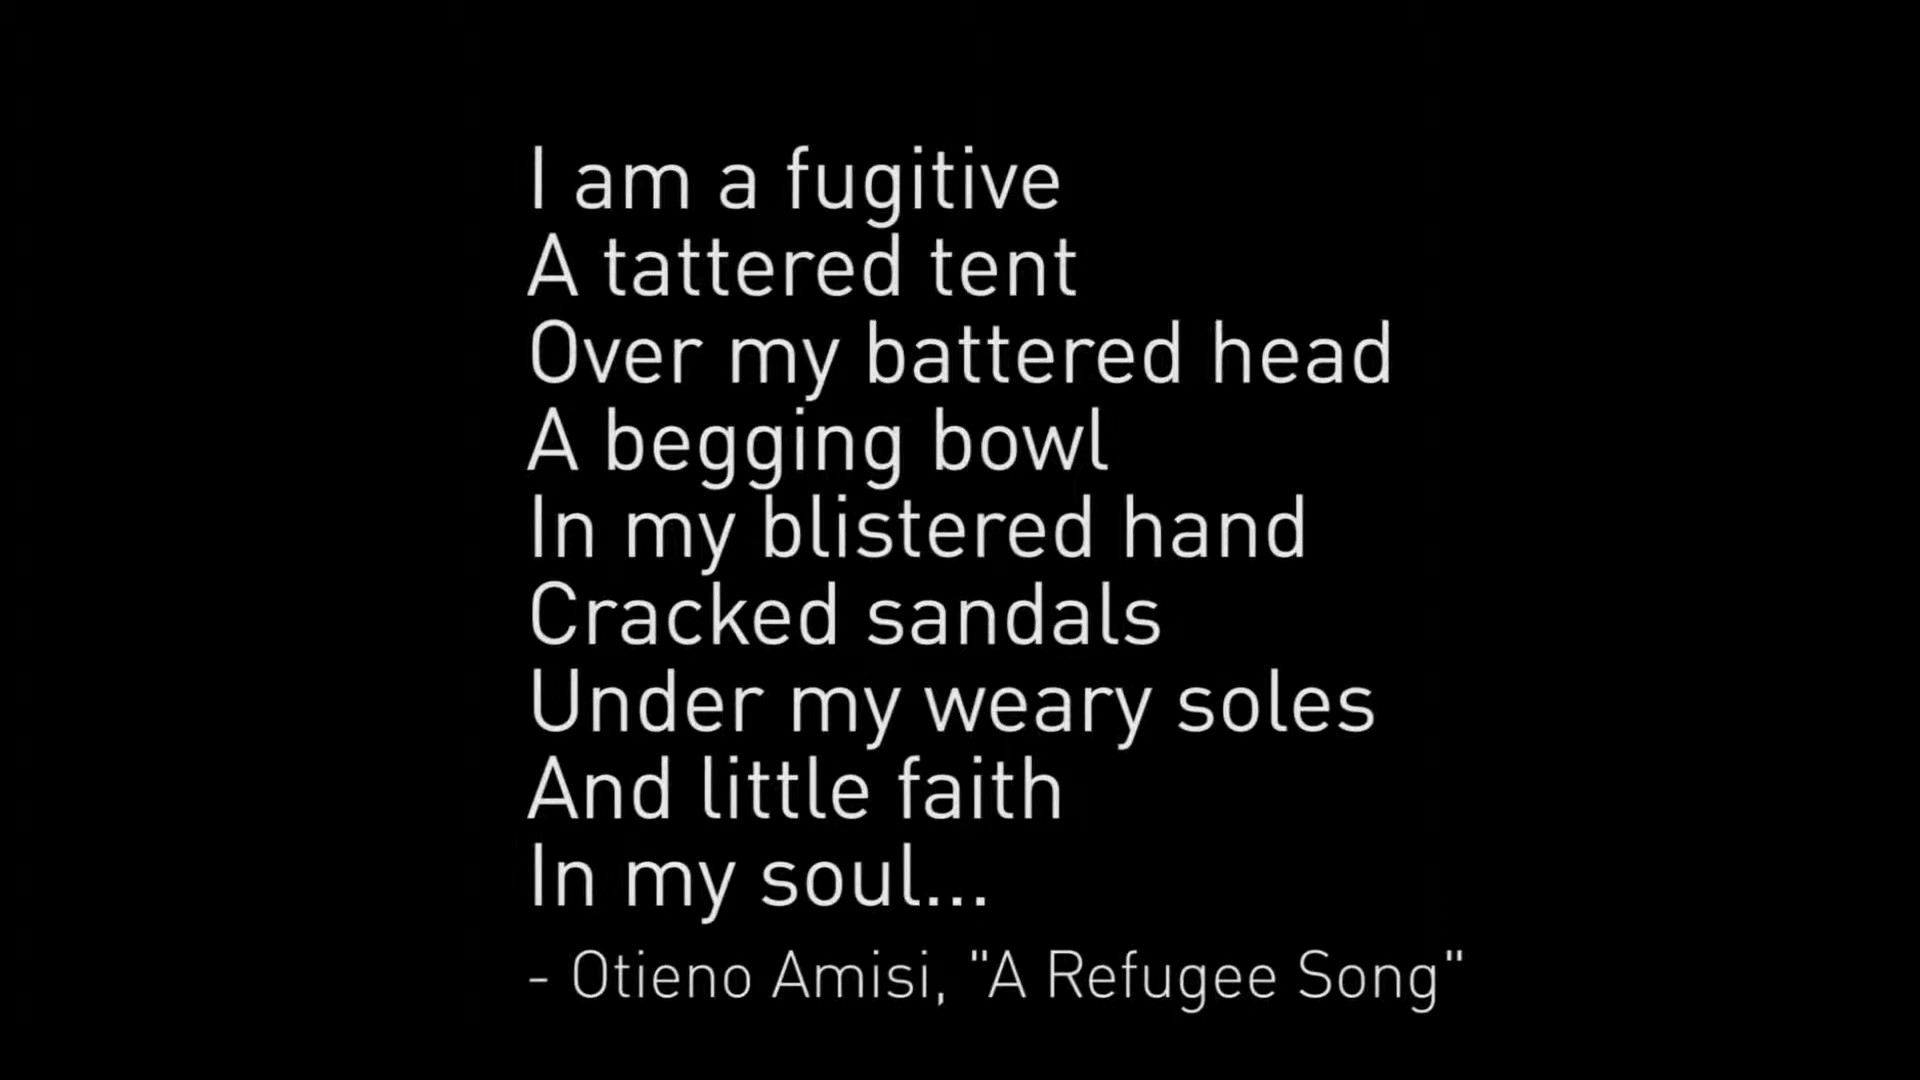 I am a fugitive
A tattered tent
Over my battered head
A begging bowl
In my blistered hand
Cracked sandals
Under my weary soles
And little faith
In my soul...
- Otieno Amisi, "A Refugee Song"